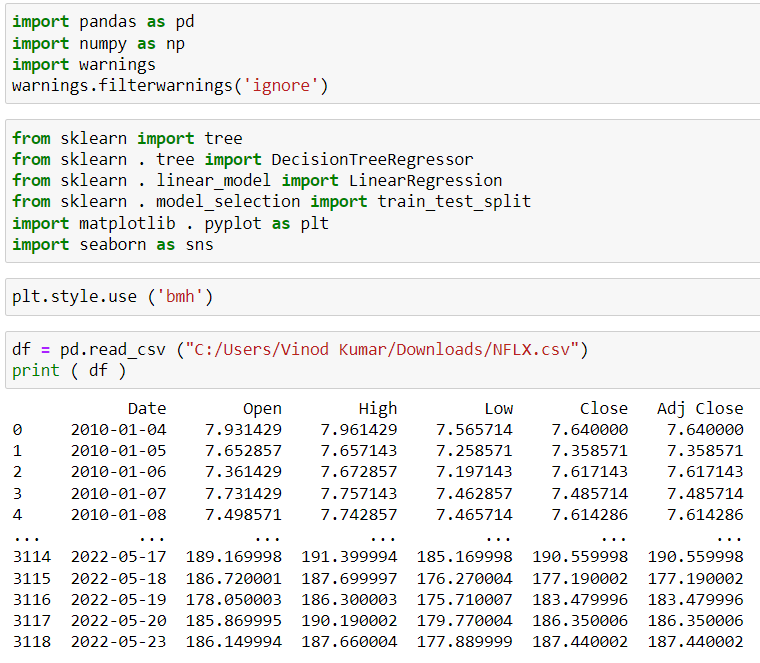 import pandas as pd
import numpy as np
import warnings
warnings.filterwarnings('ignore')
from sklearn import tree
from sklearn . tree import DecisionTreeRegressor
from sklearn . linear_model import LinearRegression
from sklearn . model_selection import train_test_split
import matplotlib . pyplot as plt
import seaborn as sns
plt.style.use ('bmh')
df = pd.read_csv ("C:/Users/Vinod Kumar/Downloads/NFLX.csv")
print ( df )
Date Open High Low Close Adj Close
0 2010-01-04 7.931429 7.961429 7.565714 7.640000 7.640000
1 2010-01-05 7.652857 7.657143 7.258571 7.358571 7.358571
2 2010-01-06 7.361429 7.672857 7.197143 7.617143 7.617143
3 2010-01-07 7.731429 7.757143 7.462857 7.485714 7.485714
4 2010-01-08 7.498571 7.742857 7.465714 7.614286 7.614286
... ... ... ... ... ... ...
3114 2022-05-17 189.169998 191.399994 185.169998 190.559998 190.559998
3115 2022-05-18 186.720001 187.699997 176.270004 177.190002 177.190002
3116 2022-05-19 178.050003 186.300003 175.710007 183.479996 183.479996
3117 2022-05-20 185.869995 190.190002 179.770004 186.350006 186.350006
3118 2022-05-23 186.149994 187.660004 177.889999 187.440002 187.440002